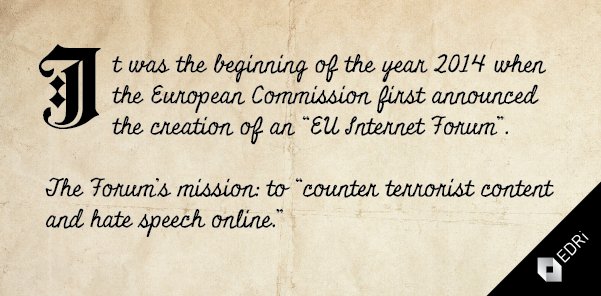 It was the beginning of the year 2014 when
the European Commission first announced
the creation of an “EU Internet Forum”.
The Forum’s mission: to “counter terrorist content
and hate speech online.”
EDRi